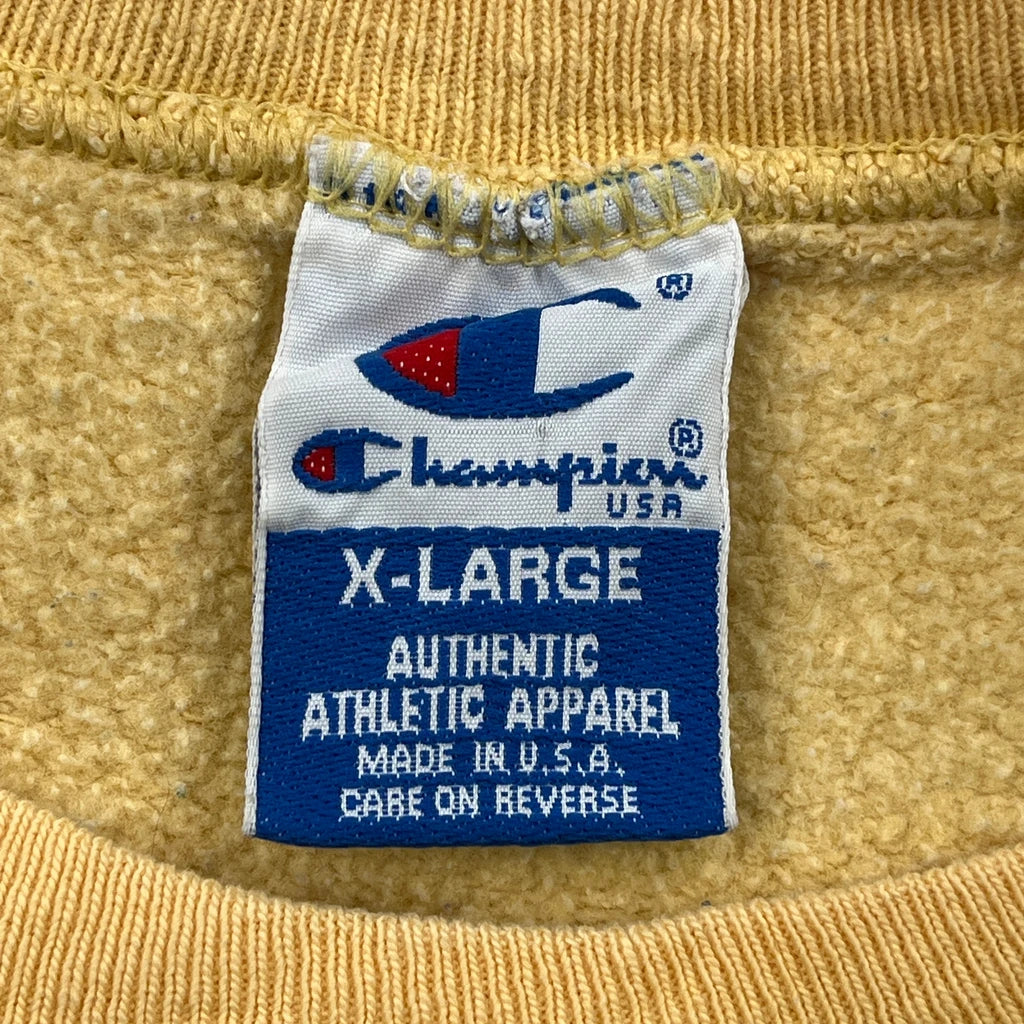 ®
Champion®
USA
X-LARGE
AUTHENTIC
ATHLETIC APPAREL
MADE IN U.S.A.
CARE ON REVERSE